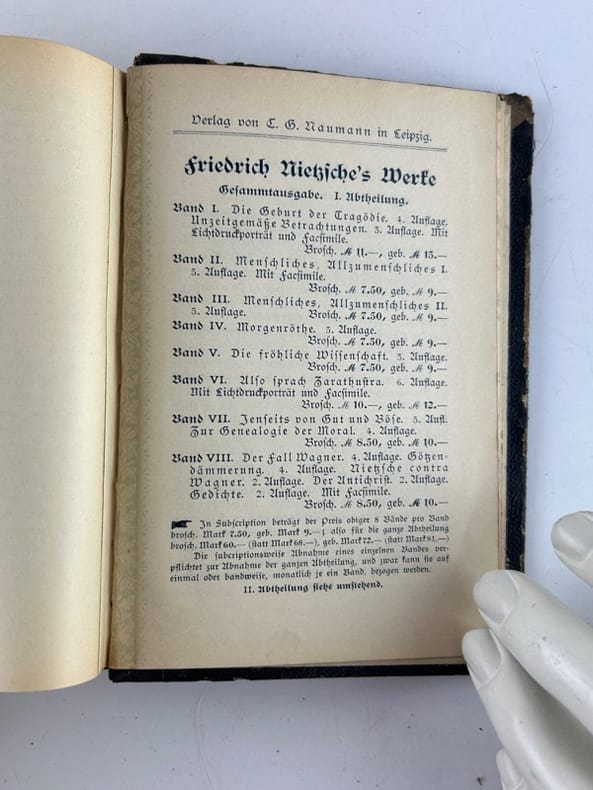 Verlag von C. G. Naumann in Leipzig.
Friedrich Nietzsche's Werke
Gesammtausgabe. I. Abtheilung.
Band I. Die Geburt der Tragödie. 4. Auflage.
Unzeitgemäße Betrachtungen. 3. Auflage. Mit
Lichtdruckporträt und Facsimile.
Brosch. ℳ 11.—, geb. ℳ 13.—
Band II. Menschliches, Allzumenschliches I.
5. Auflage. Mit Facsimile.
Brosch. ℳ 7.50, geb. ℳ 9.—
Band III. Menschliches, Allzumenschliches II.
5. Auflage. Brosch. ℳ 7.50, geb. ℳ 9.—
Band IV. Morgenröthe. 3. Auflage.
Brosch. ℳ 7.50, geb. ℳ 9.—
Band V. Die fröhliche Wissenschaft. 3. Auflage.
Brosch. ℳ 7.50, geb. ℳ 9.—
Band VI. Also sprach Zarathustra. 6. Auflage.
Mit Lichtdruckporträt und Facsimile.
Brosch. ℳ 10.—, geb. ℳ 12.—
Band VII. Jenseits von Gut und Böse. 5. Aufl.
Zur Genealogie der Moral. 4. Auflage.
Brosch. ℳ 8.50, geb. ℳ 10.—
Band VIII. Der Fall Wagner. 4. Auflage. Götzen-
dämmerung. 4. Auflage. Nietzsche contra
Wagner. 2. Auflage. Der Antichrist. 2. Auflage.
Gedichte. 2. Auflage. Mit Facsimile.
Brosch. ℳ 8.50, geb. ℳ 10.—
In Subscription beträgt der Preis obiger 8 Bände pro Band
brosch. Mark 7.50, geb. Mark 9.—; also für die ganze Abtheilung
brosch. Mark 60.— (statt Mark 68.—), geb. Mark 72.— (statt Mark 81.—)
Die subscriptionsweise Abnahme eines einzelnen Bandes ver-
pflichtet zur Abnahme der ganzen Abtheilung, und zwar kann sie auf
einmal oder bandweise, monatlich je ein Band, bezogen werden.
II. Abtheilung siehe umstehend.